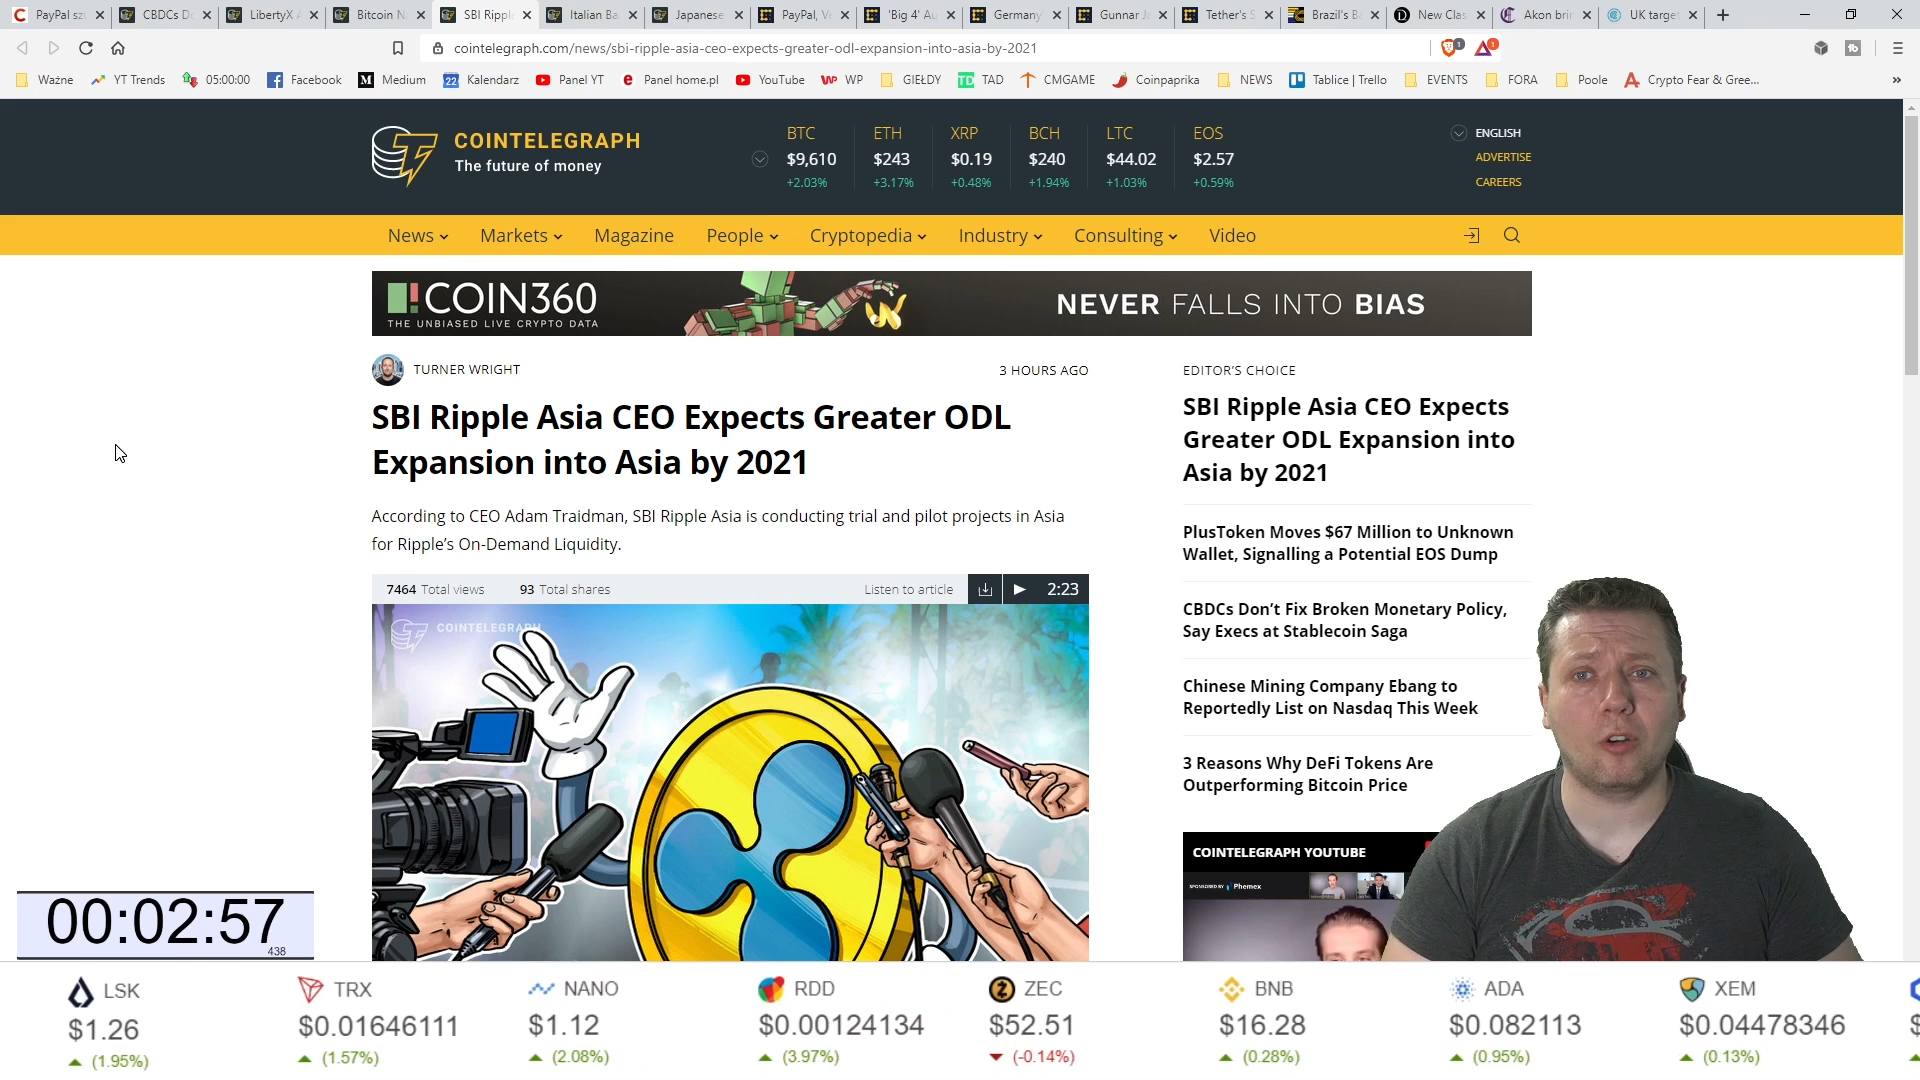 PayPal szu
CBDCs Do
LibertyX A
Bitcoin N
SBI Ripple
Italian Ba
Japanese
PayPal, Ve
'Big 4' Au
Germany
Gunnar Ja
Tether's S
Brazil's Ba
New Clas
Akon brin
UK targe
cointelegraph.com/news/sbi-ripple-asia-ceo-expects-greater-odl-expansion-into-asia-by-2021
1
1
Ważne
YT Trends
05:00:00
Facebook
Medium
22 Kalendarz
Panel YT
Panel home.pl
YouTube
WP
GIEŁDY
TAD
CMGAME
Coinpaprika
NEWS
Tablice | Trello
EVENTS
FORA
Poole
Crypto Fear & Gree...
»
COINTELEGRAPH
The future of money
BTC ETH XRP BCH LTC EOS
$9,610 $243 $0.19 $240 $44.02 $2.57
+2.03% +3.17% +0.48% +1.94% +1.03% +0.59%
ENGLISH
ADVERTISE
CAREERS
News Markets Magazine People Cryptopedia Industry Consulting Video
COIN360
THE UNBIASED LIVE CRYPTO DATA
NEVER FALLS INTO BIAS
TURNER WRIGHT
3 HOURS AGO
SBI Ripple Asia CEO Expects Greater ODL
Expansion into Asia by 2021
According to CEO Adam Traidman, SBI Ripple Asia is conducting trial and pilot projects in Asia
for Ripple's On-Demand Liquidity.
7464 Total views 93 Total shares Listen to article 2:23
COINTELEGRAPH
EDITOR'S CHOICE
SBI Ripple Asia CEO Expects
Greater ODL Expansion into
Asia by 2021
PlusToken Moves $67 Million to Unknown
Wallet, Signalling a Potential EOS Dump
CBDCs Don't Fix Broken Monetary Policy,
Say Execs at Stablecoin Saga
Chinese Mining Company Ebang to
Reportedly List on Nasdaq This Week
3 Reasons Why DeFi Tokens Are
Outperforming Bitcoin Price
COINTELEGRAPH YOUTUBE
SPONSORED BY Phemex
00:02:57
438
LSK TRX NANO RDD ZEC BNB ADA XEM
$1.26 $0.01646111 $1.12 $0.00124134 $52.51 $16.28 $0.082113 $0.04478346 $
(1.95%) (1.57%) (2.08%) (3.97%) (-0.14%) (0.28%) (0.95%) (0.13%)